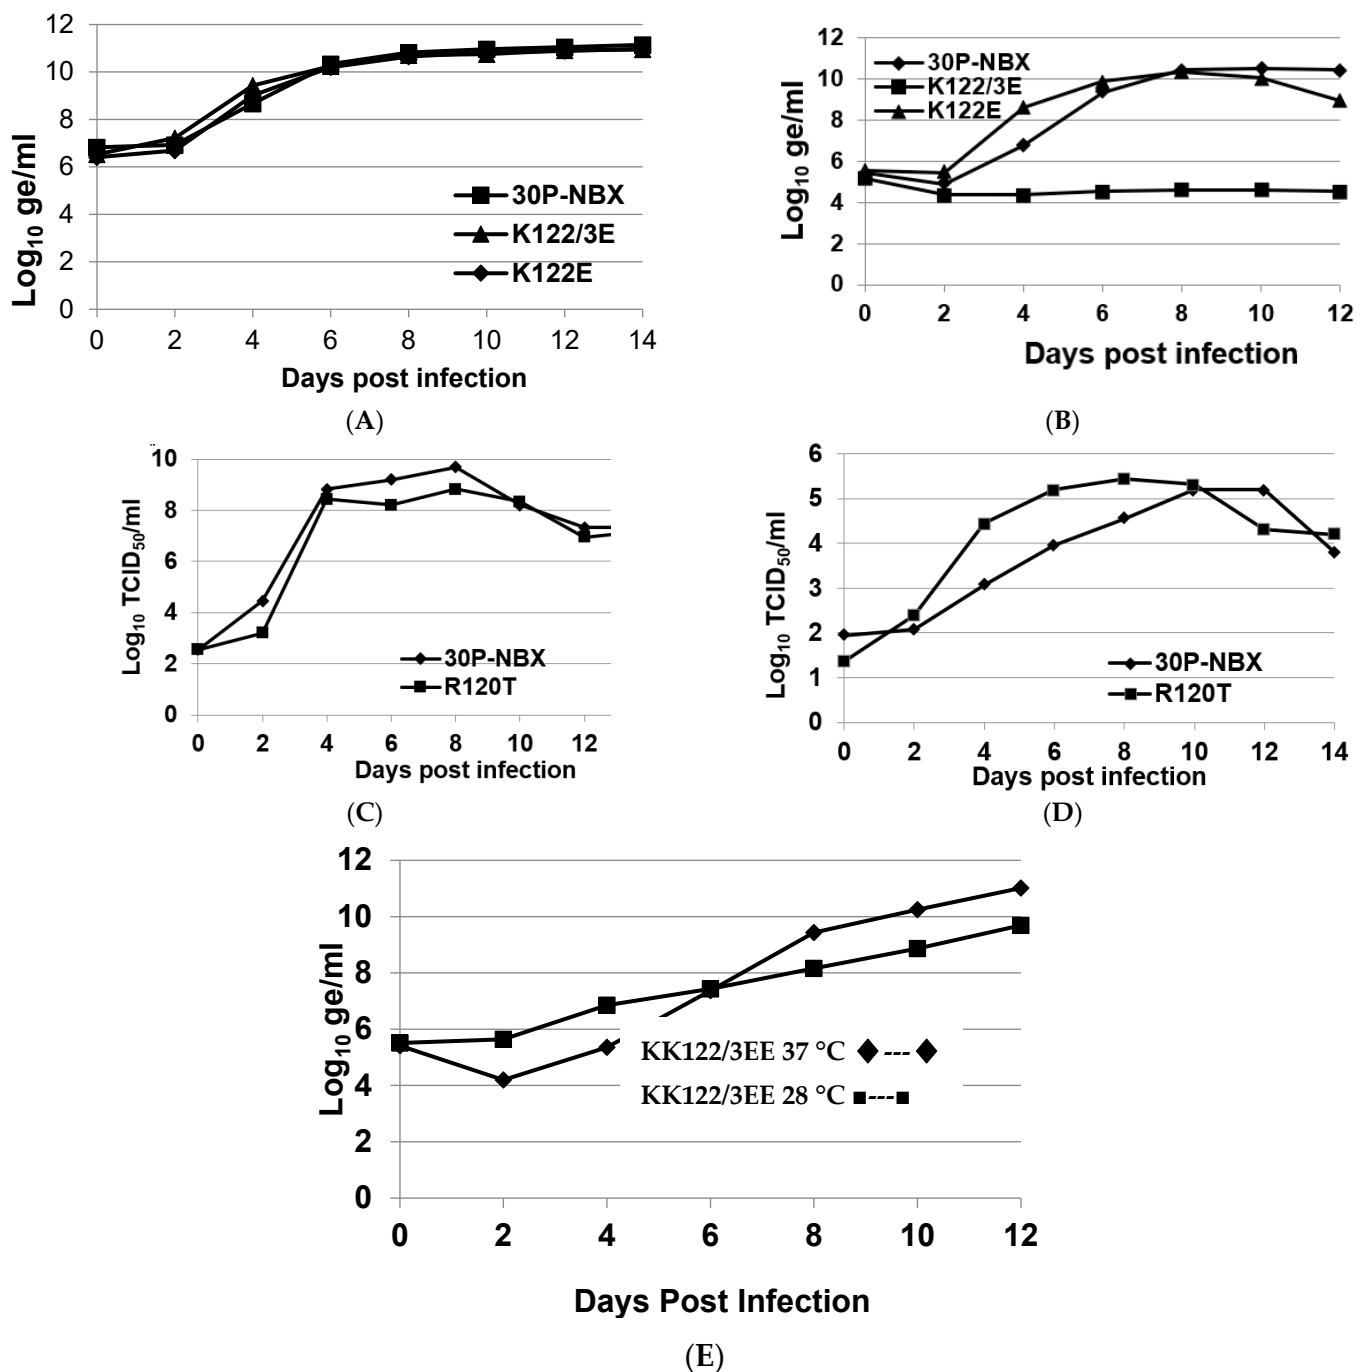 12
10
8
6
4
2
0
Log10 ge/ml
30P-NBX
K122/3E
K122E
0 2 4 6 8 10 12 14
Days post infection
(A)
12
10
8
6
4
2
0
Log10 ge/ml
30P-NBX
K122/3E
K122E
0 2 4 6 8 10 12
Days post infection
(B)
10
8
6
4
2
0
Log10 TCID50/ml
30P-NBX
R120T
0 2 4 6 8 10 12
Days post infection
(C)
6
5
4
3
2
1
0
Log10 TCID50/ml
30P-NBX
R120T
0 2 4 6 8 10 12 14
Days post infection
(D)
12
10
8
6
4
2
0
Log10 ge/ml
KK122/3EE 37 °C ◆ --- ◆
KK122/3EE 28 °C ■---■
0 2 4 6 8 10 12
Days Post Infection
(E)